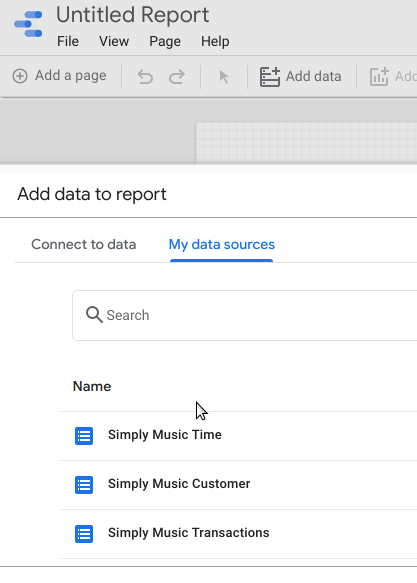 Untitled Report
File View Page Help
Add a page Add data Add
Add data to report
Connect to data My data sources
Search
Name
Simply Music Time
Simply Music Customer
Simply Music Transactions